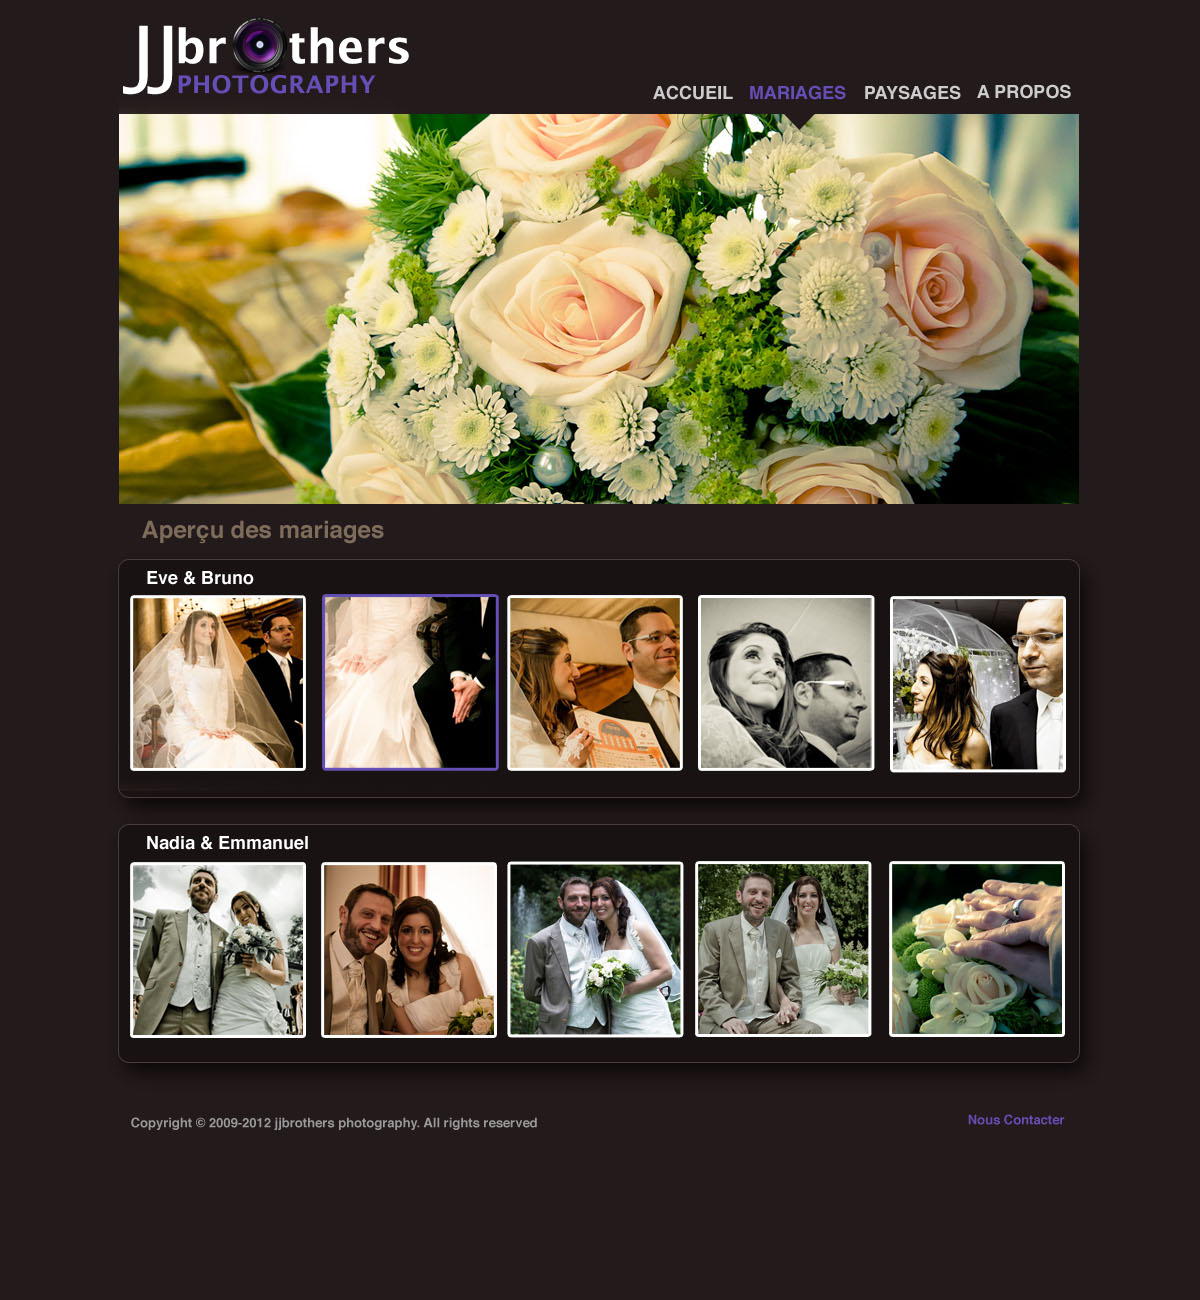 JJbrothers
PHOTOGRAPHY
ACCUEIL MARIAGES PAYSAGES A PROPOS
Aperçu des mariages
Eve & Bruno
Nadia & Emmanuel
Copyright © 2009-2012 jjbrothers photography. All rights reserved
Nous Contacter